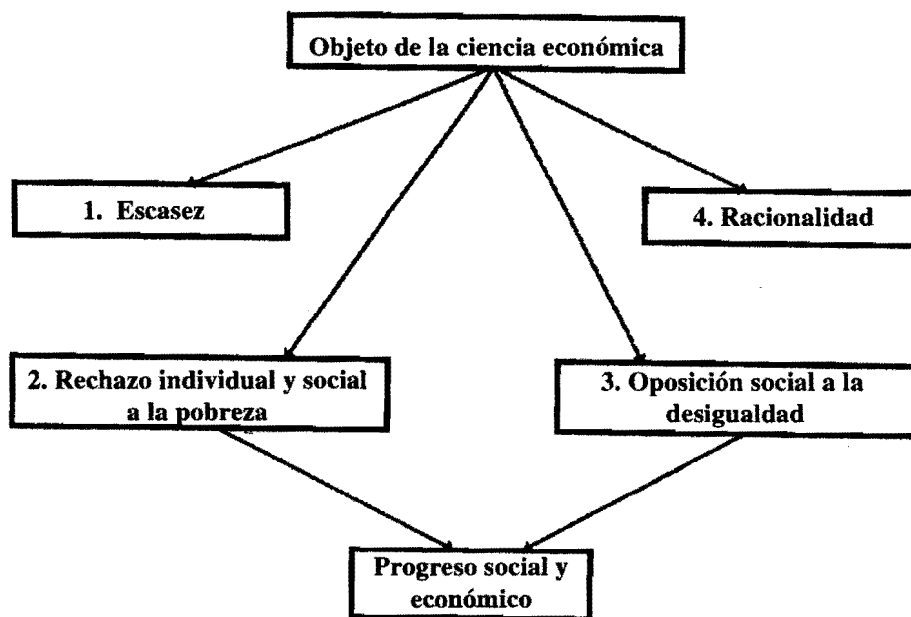 Objeto de la ciencia económica
1. Escasez
4. Racionalidad
2. Rechazo individual y social
a la pobreza
3. Oposición social a la
desigualdad
Progreso social y
económico